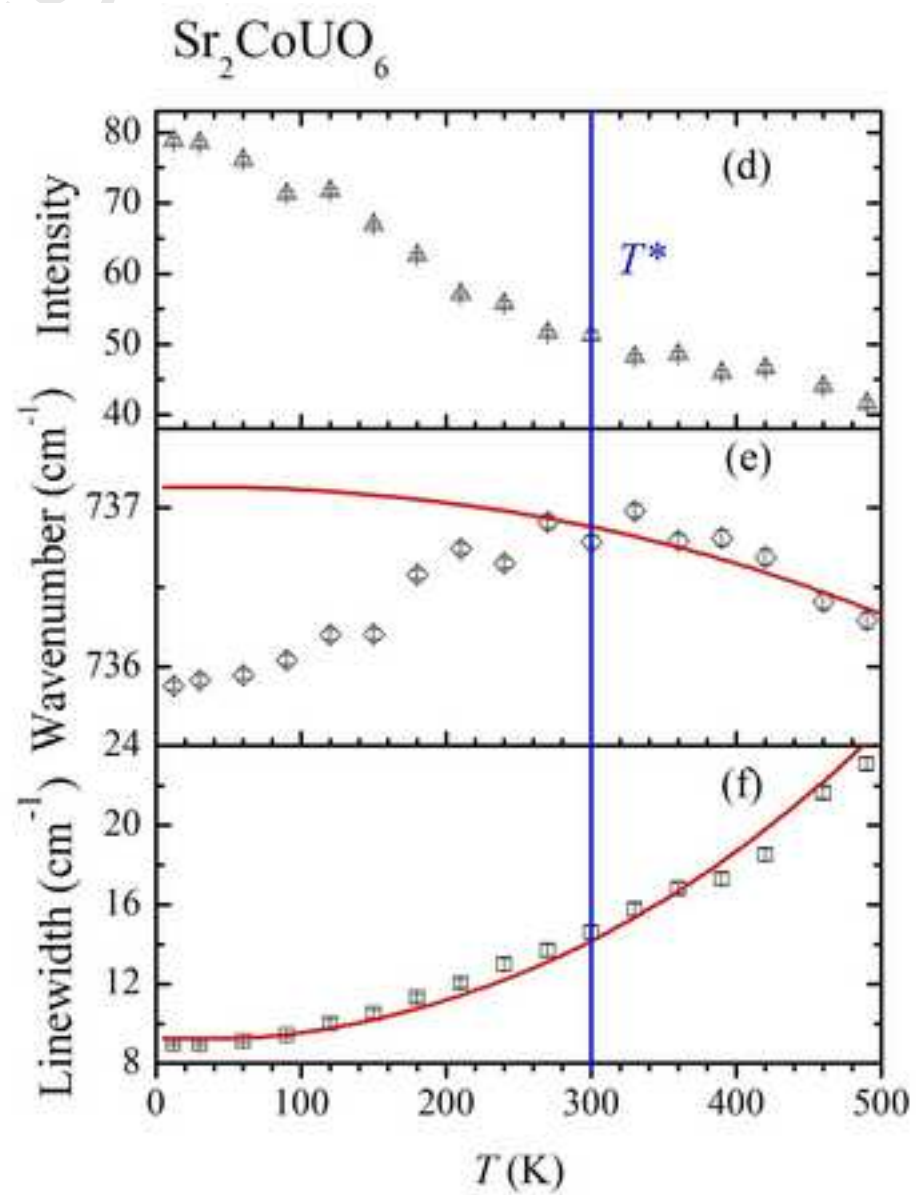 Sr₂CoUO₆
80
(d)
70
T*
60
50
40
Intensity
(e)
737
736
24
Wavenumber (cm⁻¹)
(f)
20
16
12
8
Linewidth (cm⁻¹)
0 100 200 300 400 500
T (K)